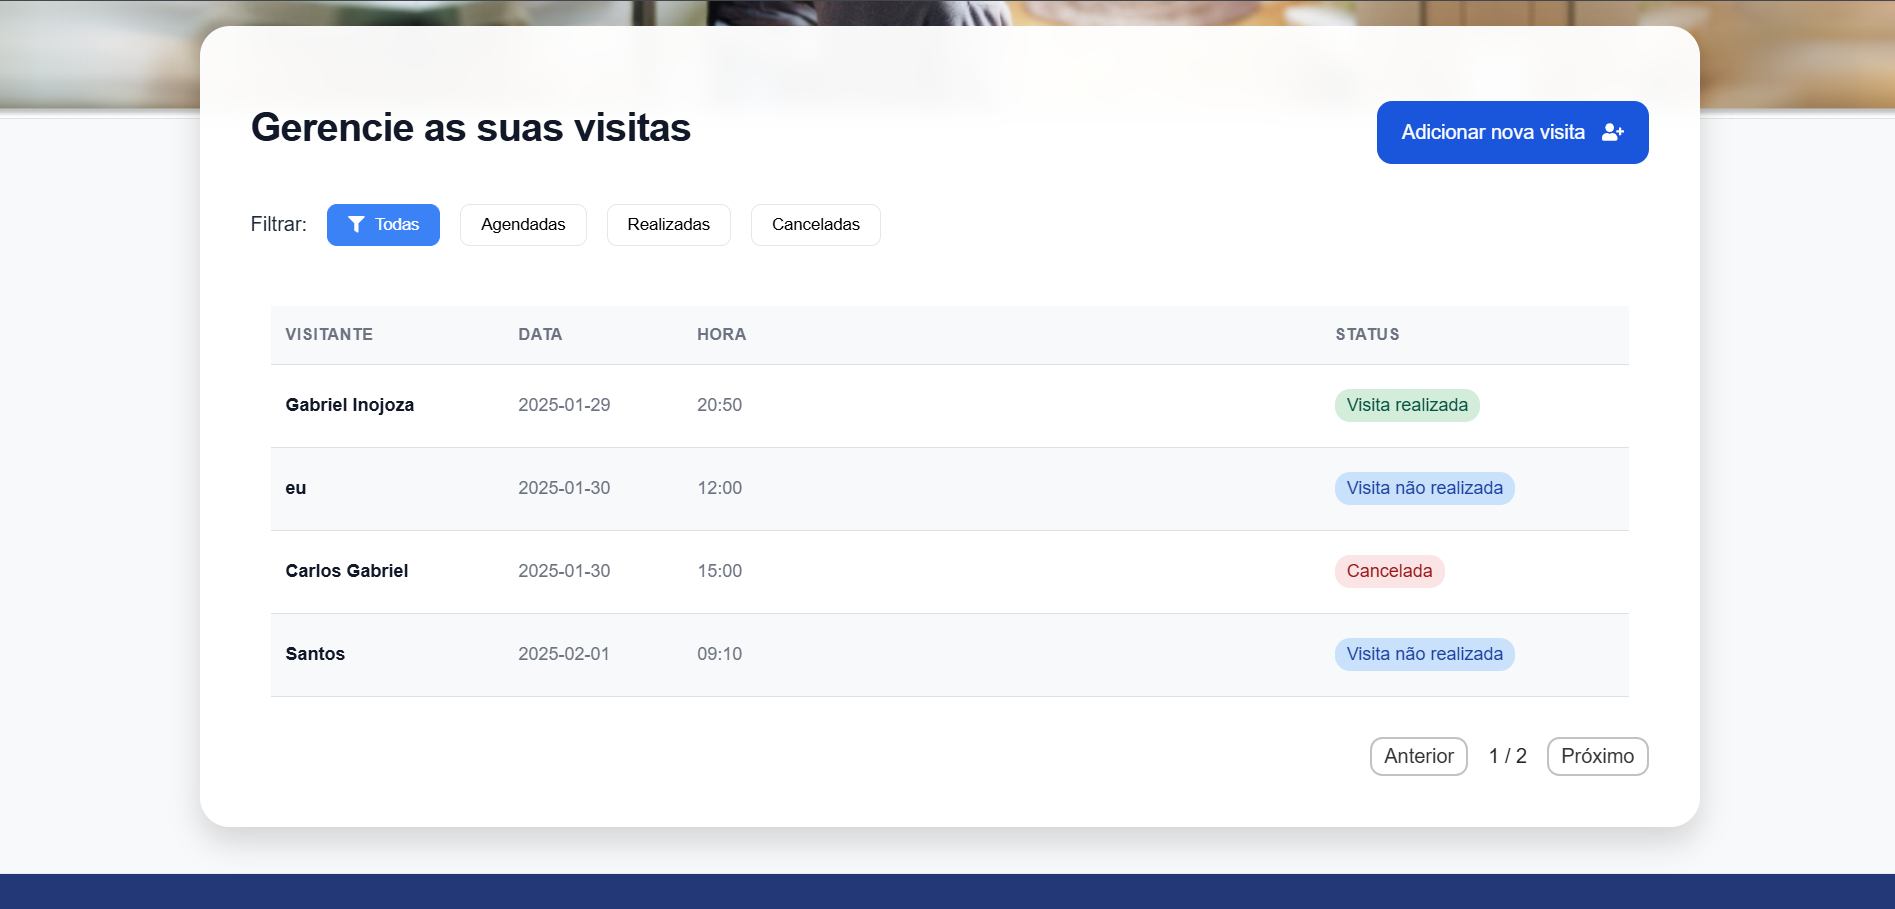 Gerencie as suas visitas
Adicionar nova visita
Filtrar: Todas Agendadas Realizadas Canceladas
VISITANTE DATA HORA STATUS
Gabriel Inojoza 2025-01-29 20:50 Visita realizada
eu 2025-01-30 12:00 Visita não realizada
Carlos Gabriel 2025-01-30 15:00 Cancelada
Santos 2025-02-01 09:10 Visita não realizada
Anterior 1 / 2 Próximo